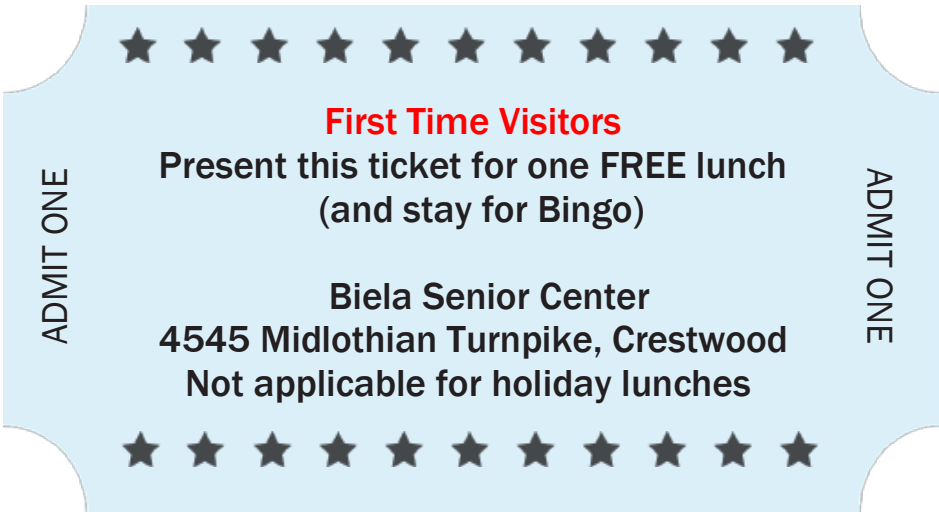 First Time Visitors
Present this ticket for one FREE lunch
(and stay for Bingo)
Biela Senior Center
4545 Midlothian Turnpike, Crestwood
Not applicable for holiday lunches
ADMIT ONE
ADMIT ONE